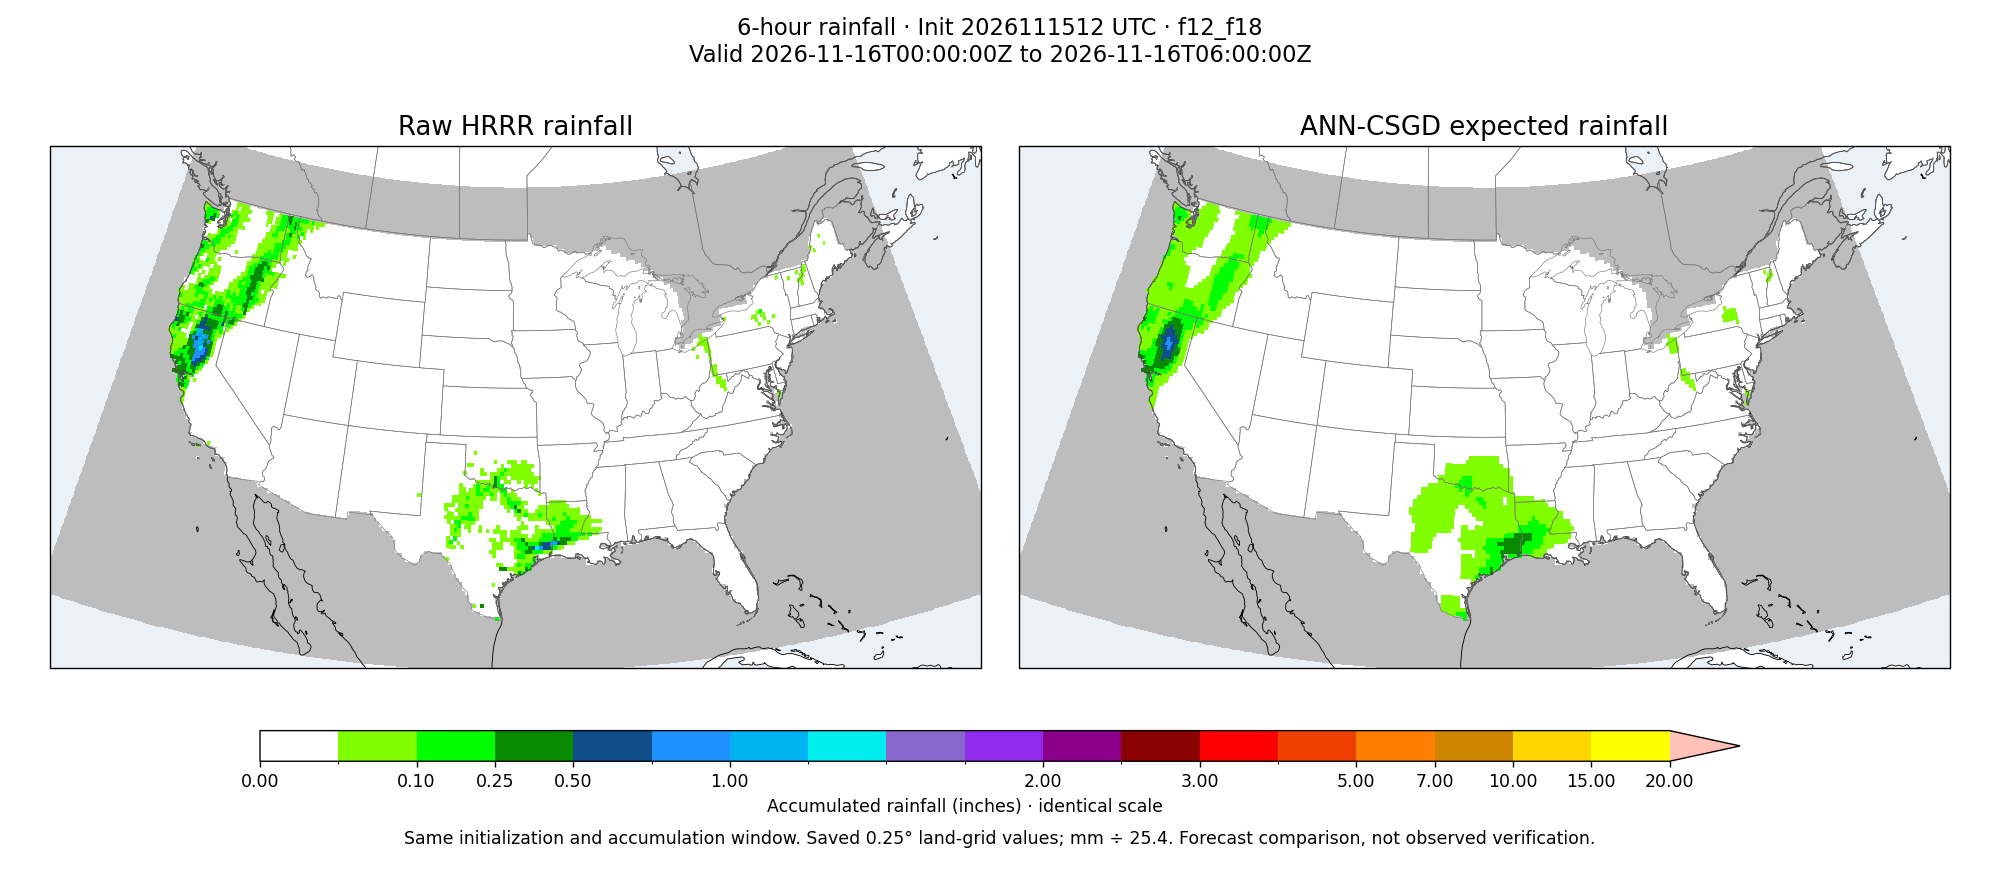 6-hour rainfall · Init 2026111512 UTC · f12_f18
Valid 2026-11-16T00:00:00Z to 2026-11-16T06:00:00Z
Raw HRRR rainfall
ANN-CSGD expected rainfall
0.00 0.10 0.25 0.50 1.00 2.00 3.00 5.00 7.00 10.00 15.00 20.00
Accumulated rainfall (inches) · identical scale
Same initialization and accumulation window. Saved 0.25° land-grid values; mm ÷ 25.4. Forecast comparison, not observed verification.